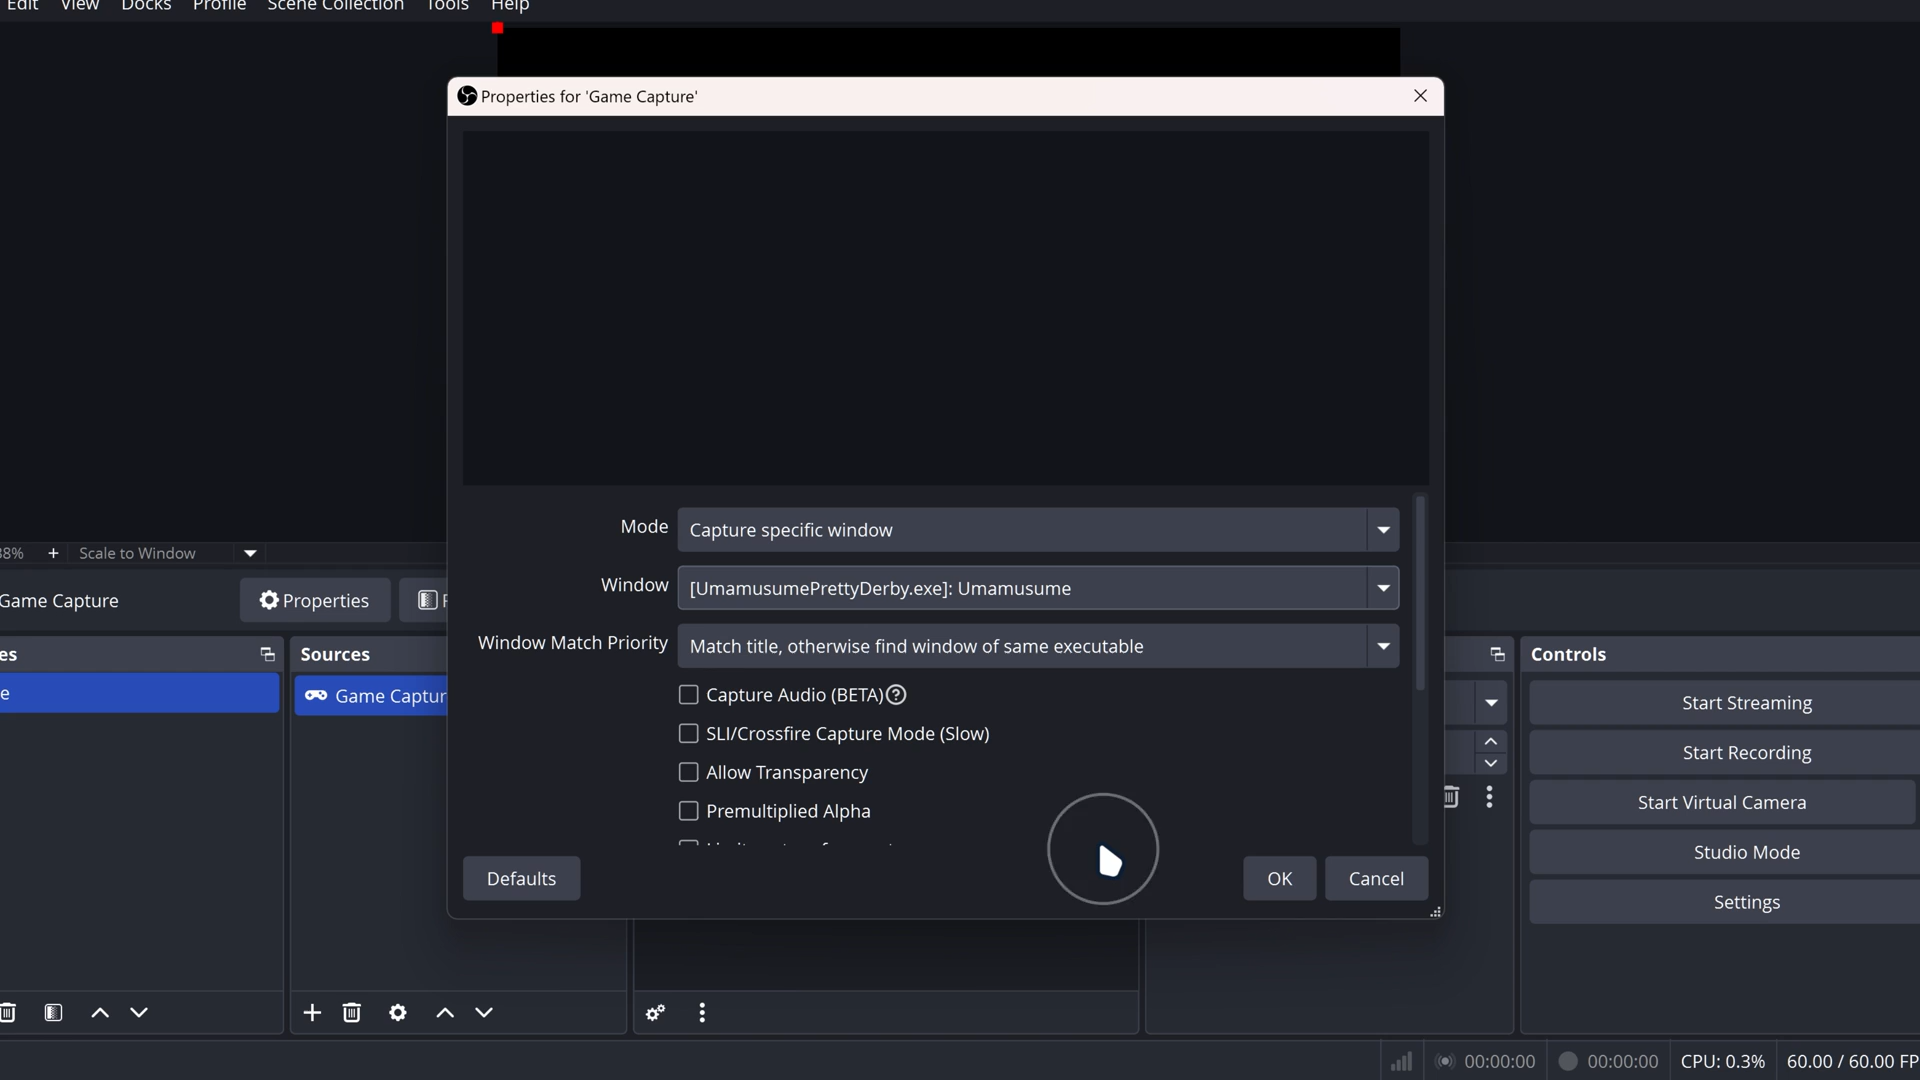 Edit View Docks Profile Scene Collection Tools Help
Properties for 'Game Capture'
Mode Capture specific window
Window [UmamusumePrettyDerby.exe]: Umamusume
Window Match Priority Match title, otherwise find window of same executable
Capture Audio (BETA)
SLI/Crossfire Capture Mode (Slow)
Allow Transparency
Premultiplied Alpha
Defaults OK Cancel
38% + Scale to Window
Game Capture Properties F
es Sources Controls
e Game Captur
Start Streaming
Start Recording
Start Virtual Camera
Studio Mode
Settings
00:00:00 00:00:00 CPU: 0.3% 60.00 / 60.00 FP